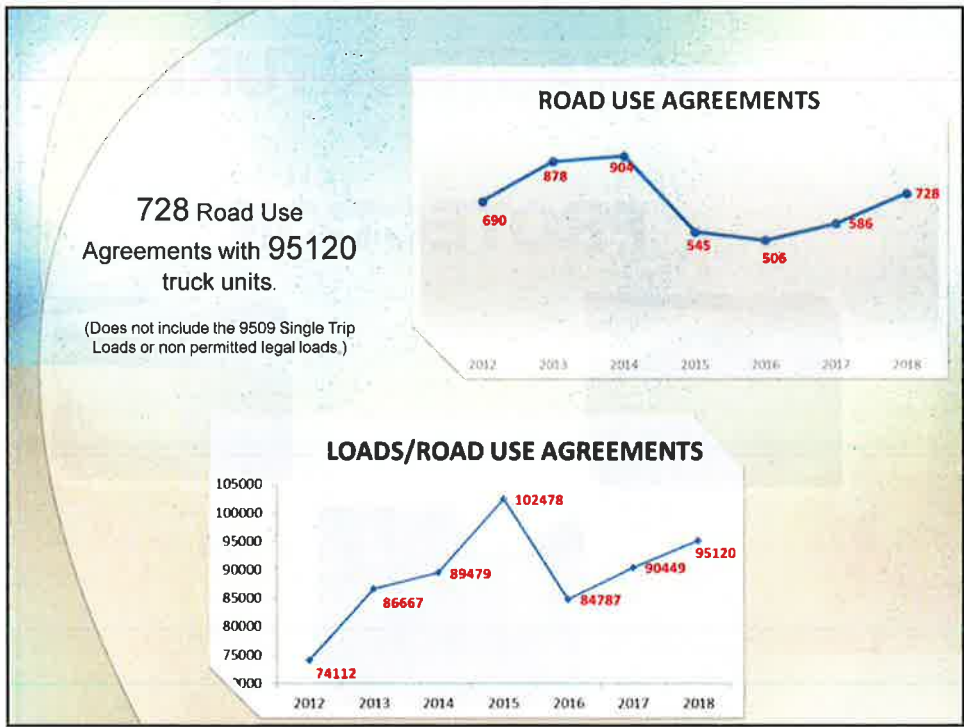 728 Road Use
Agreements with 95120
truck units.
(Does not include the 9509 Single Trip
Loads or non permitted legal loads.)
ROAD USE AGREEMENTS
690
878
904
545
506
586
728
2012 2013 2014 2015 2016 2017 2018
LOADS/ROAD USE AGREEMENTS
105000
100000
95000
90000
85000
80000
75000
74112
86667
89479
102478
84787
90449
95120
2012 2013 2014 2015 2016 2017 2018